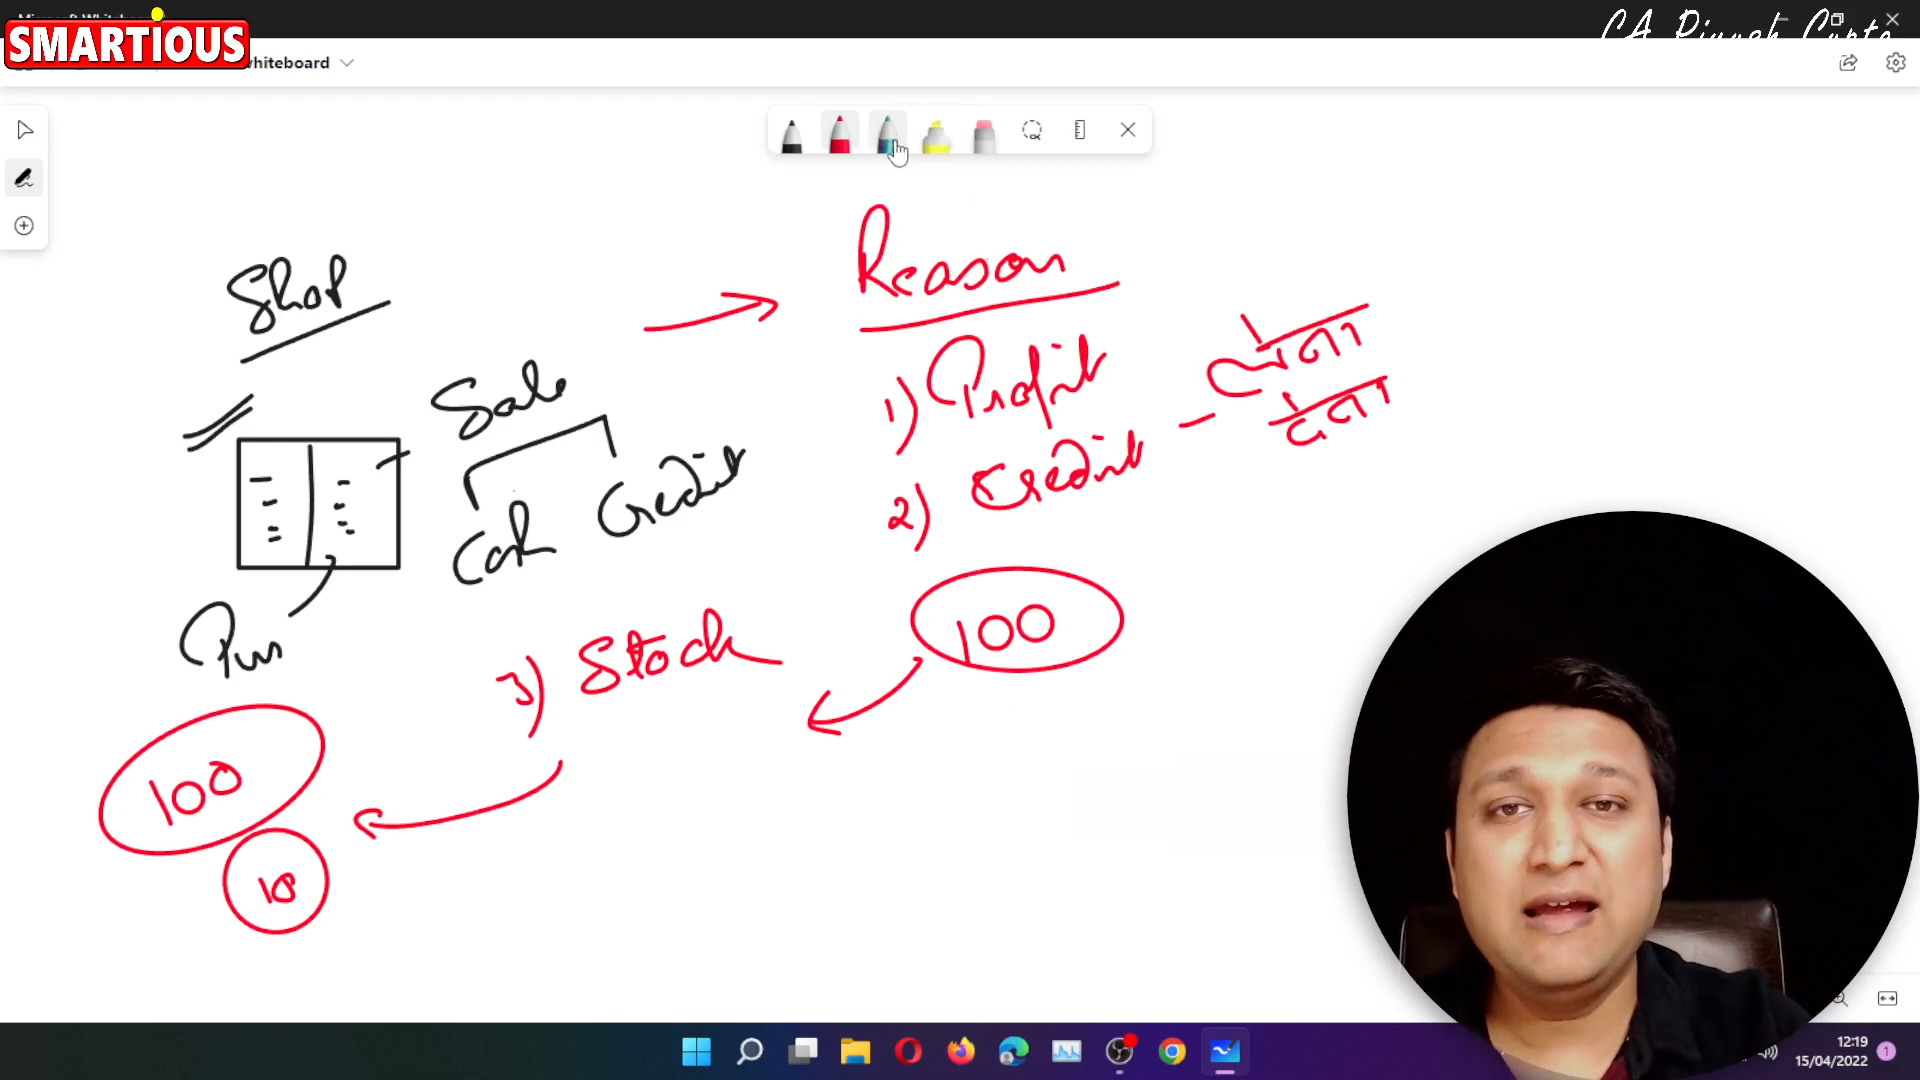 SMARTIOUS
Whiteboard
Shop
Sale
Cash Credit
Pur
Reason
1) Profit
2) Credit - लेना
देना
100
3) Stock
100
10
12:19
15/04/2022
1